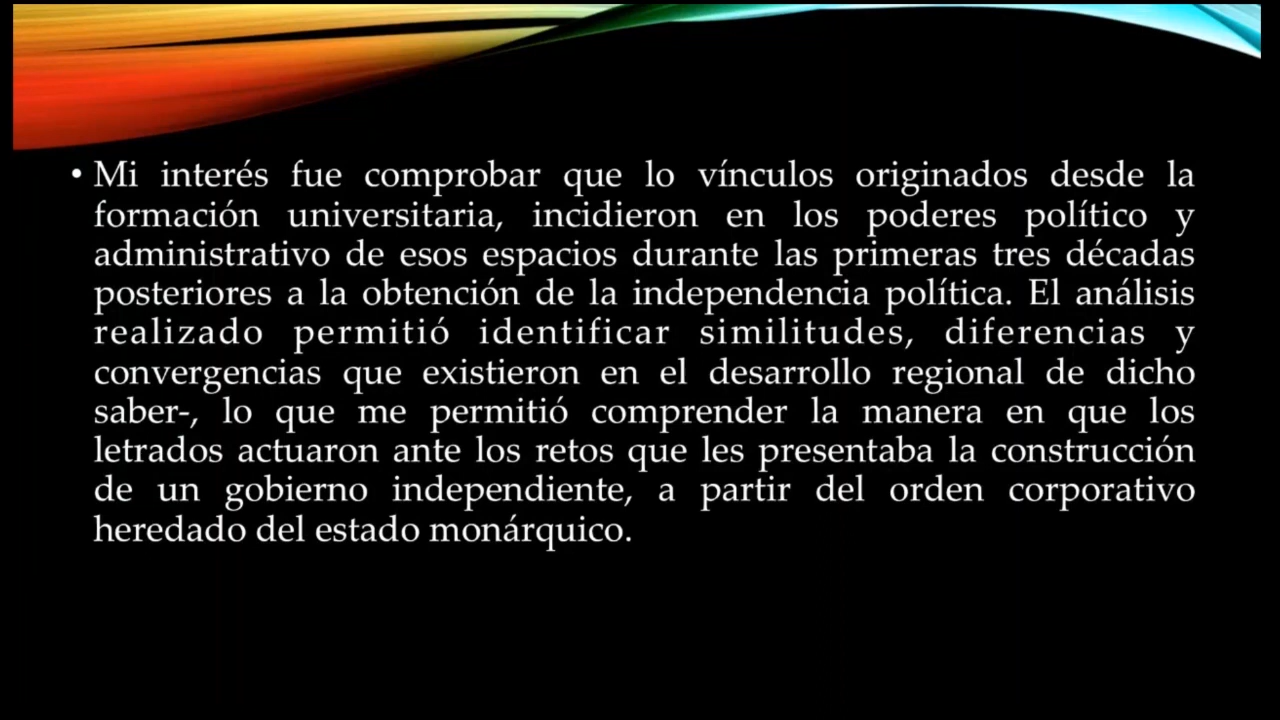 • Mi interés fue comprobar que lo vínculos originados desde la
formación universitaria, incidieron en los poderes político y
administrativo de esos espacios durante las primeras tres décadas
posteriores a la obtención de la independencia política. El análisis
realizado permitió identificar similitudes, diferencias y
convergencias que existieron en el desarrollo regional de dicho
saber-, lo que me permitió comprender la manera en que los
letrados actuaron ante los retos que les presentaba la construcción
de un gobierno independiente, a partir del orden corporativo
heredado del estado monárquico.